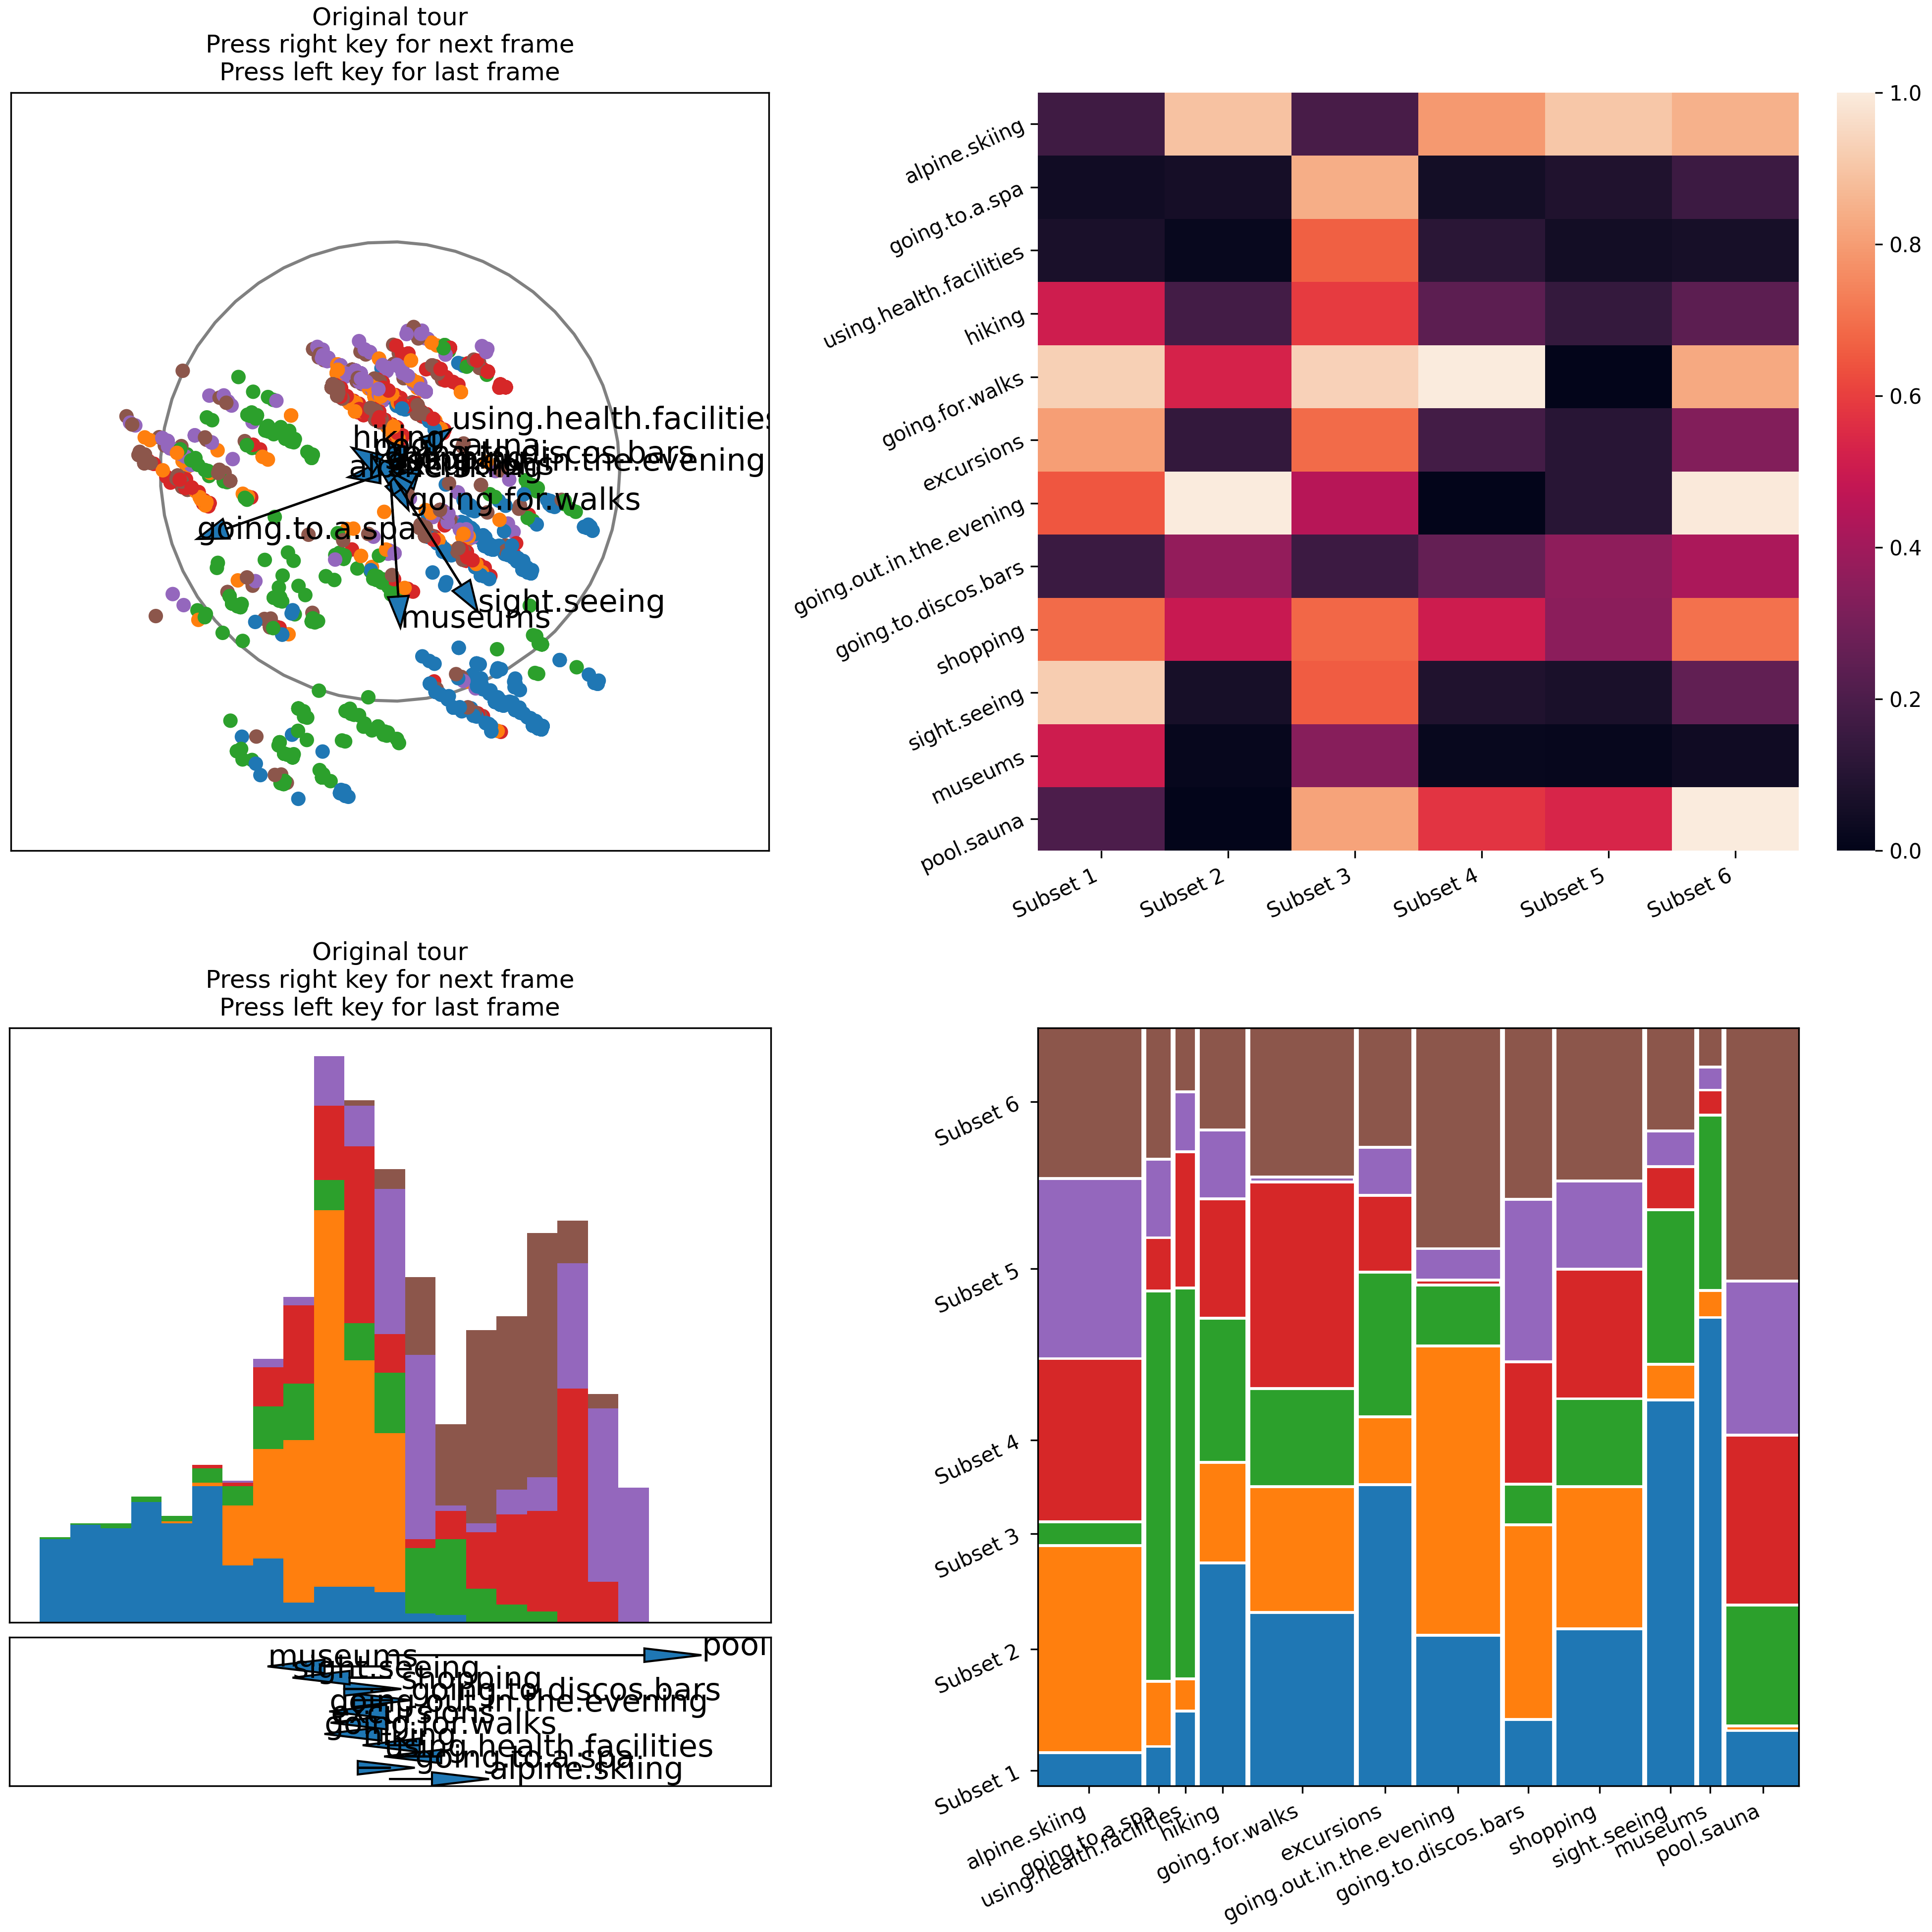 Original tour
Press right key for next frame
Press left key for last frame
using.health.facilities
hiking
going.to.discos.bars
going.out.in.the.evening
alpine.skiing
going.for.walks
going.to.a.spa
sight.seeing
museums
alpine.skiing
going.to.a.spa
using.health.facilities
hiking
going.for.walks
excursions
going.out.in.the.evening
going.to.discos.bars
shopping
sight.seeing
museums
pool.sauna
Subset 1
Subset 2
Subset 3
Subset 4
Subset 5
Subset 6
1.0
0.8
0.6
0.4
0.2
0.0
Original tour
Press right key for next frame
Press left key for last frame
pool
museums
sight.seeing
shopping
going.to.discos.bars
going.out.in.the.evening
excursions
going.for.walks
hiking
using.health.facilities
going.to.a.spa
alpine.skiing
Subset 6
Subset 5
Subset 4
Subset 3
Subset 2
Subset 1
alpine.skiing
going.to.a.spa
using.health.facilities
hiking
going.for.walks
excursions
going.out.in.the.evening
going.to.discos.bars
shopping
sight.seeing
museums
pool.sauna